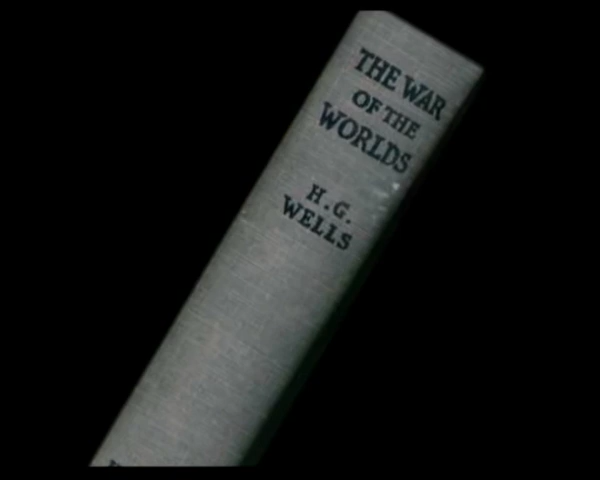 THE WAR
OF THE
WORLDS
H.G.
WELLS